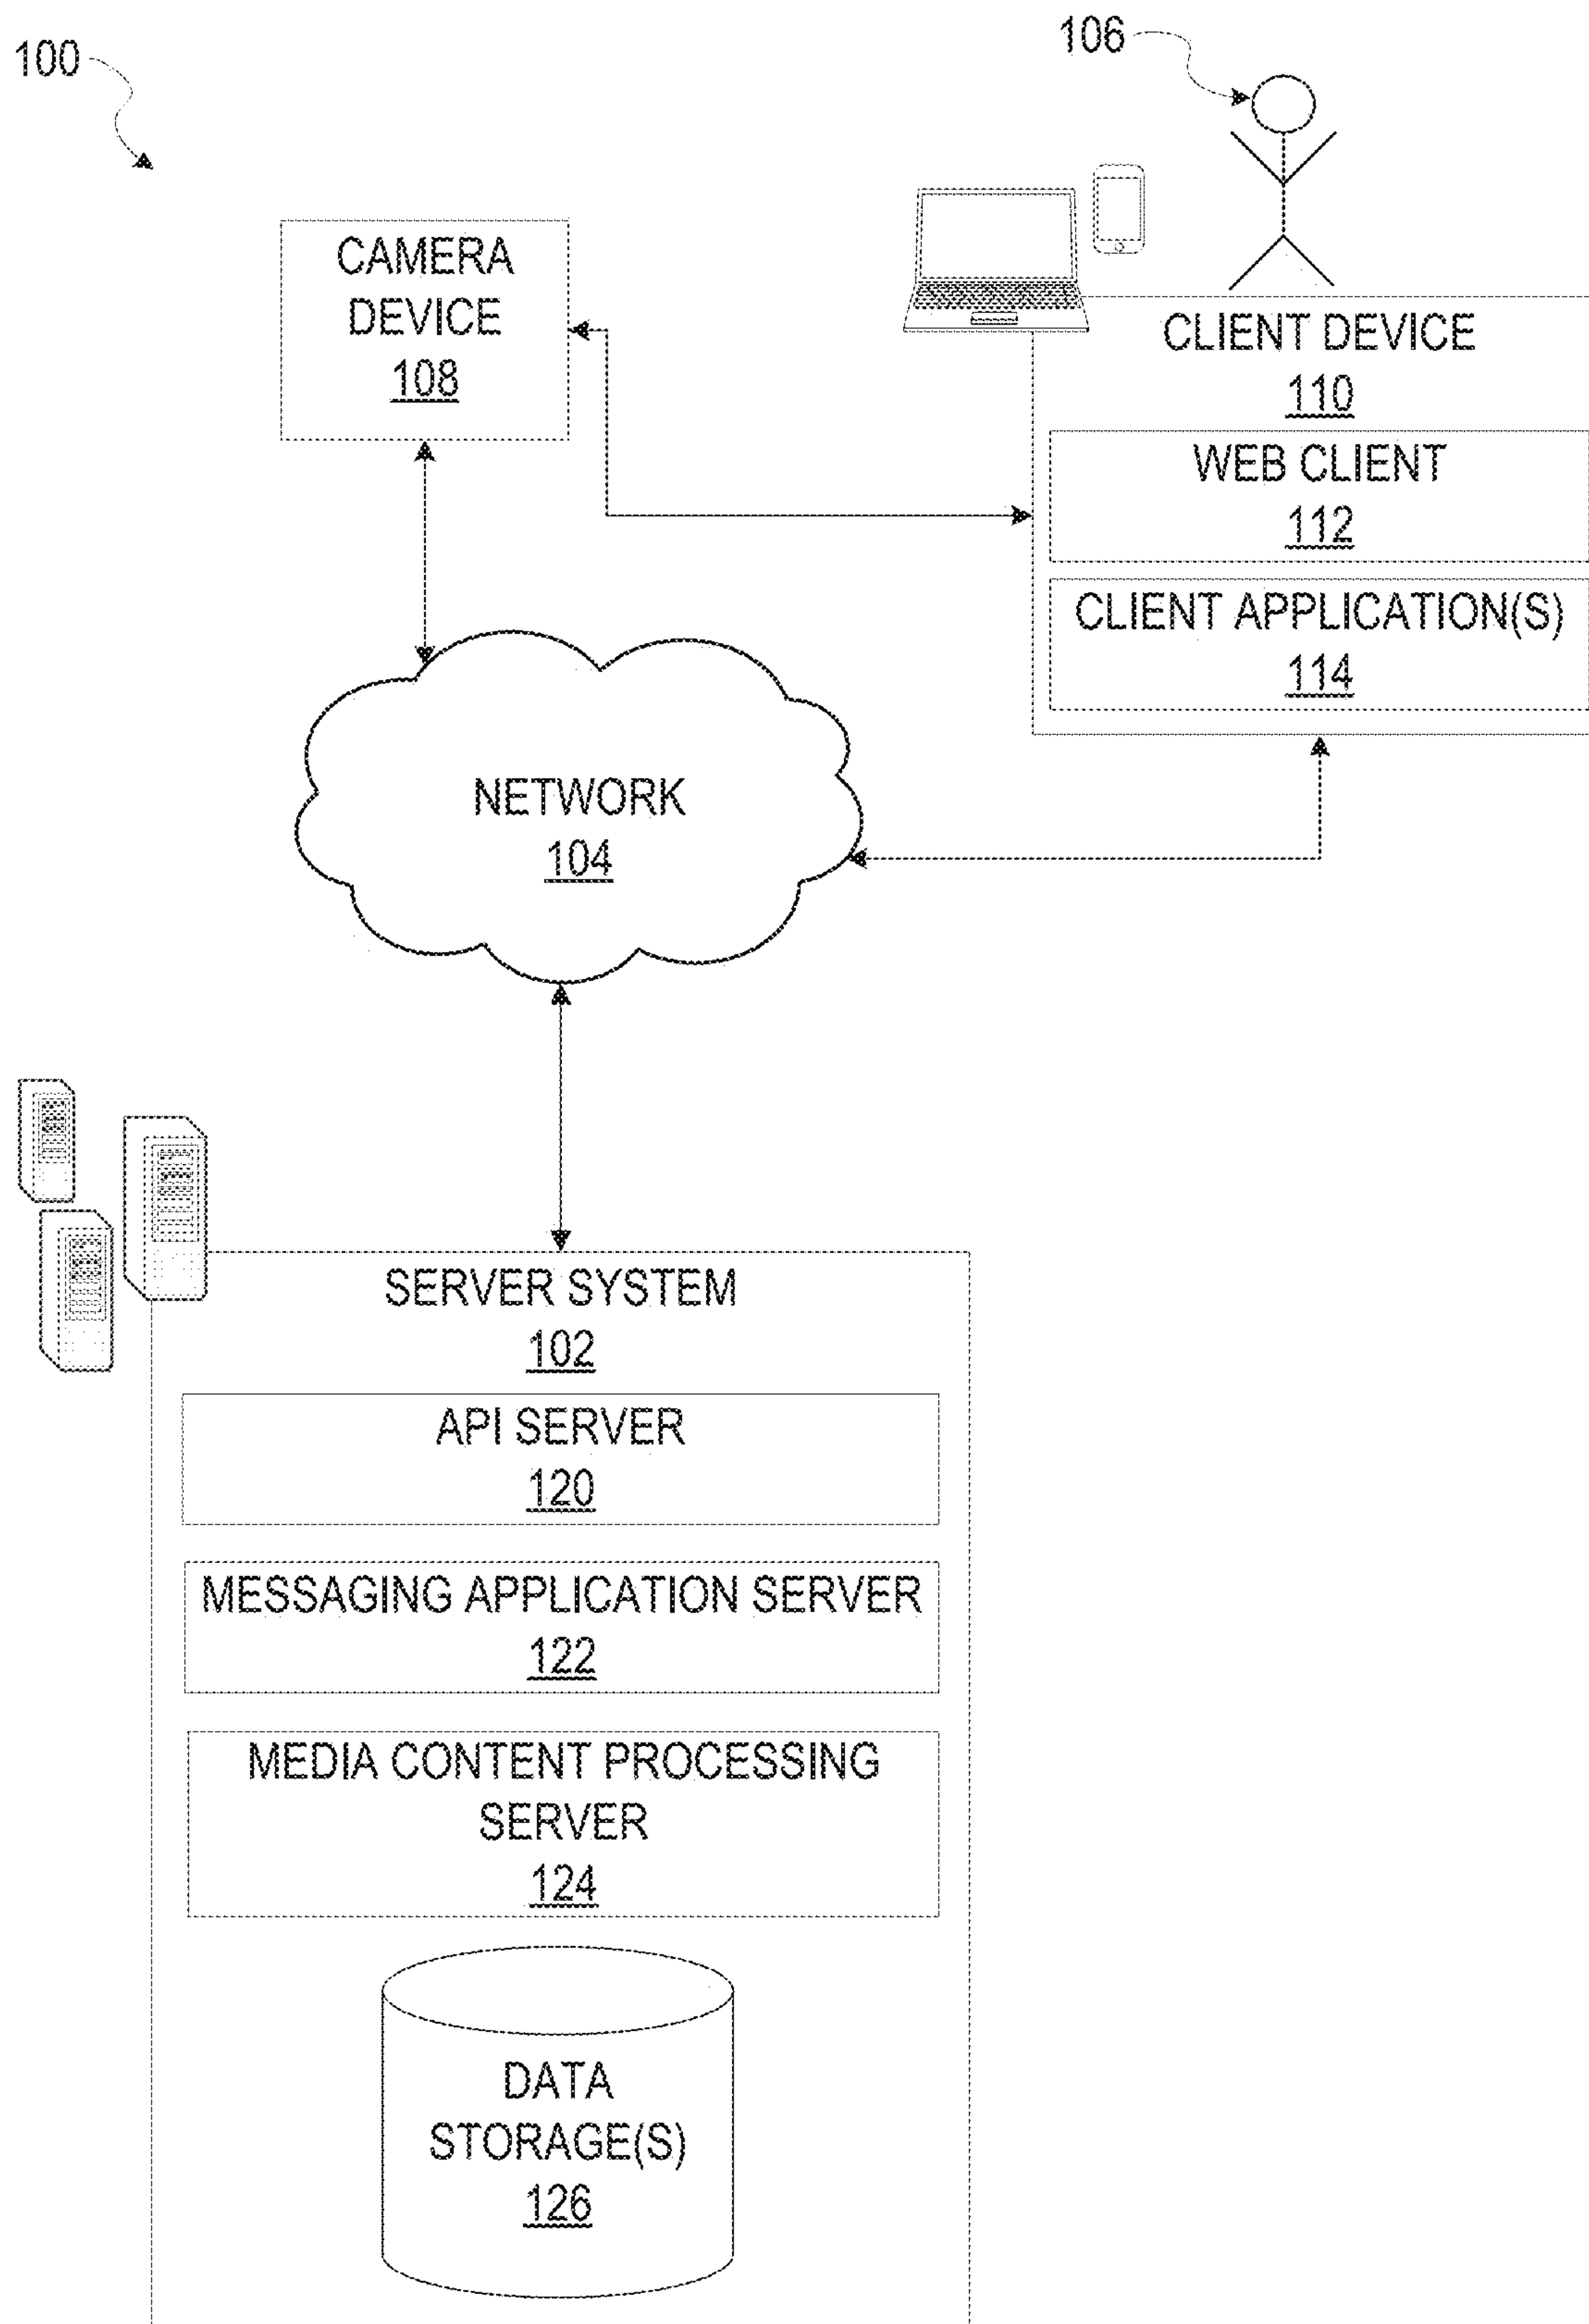 100
106
CAMERA
DEVICE
108
CLIENT DEVICE
110
WEB CLIENT
112
CLIENT APPLICATION(S)
114
NETWORK
104
SERVER SYSTEM
102
API SERVER
120
MESSAGING APPLICATION SERVER
122
MEDIA CONTENT PROCESSING
SERVER
124
DATA
STORAGE(S)
126